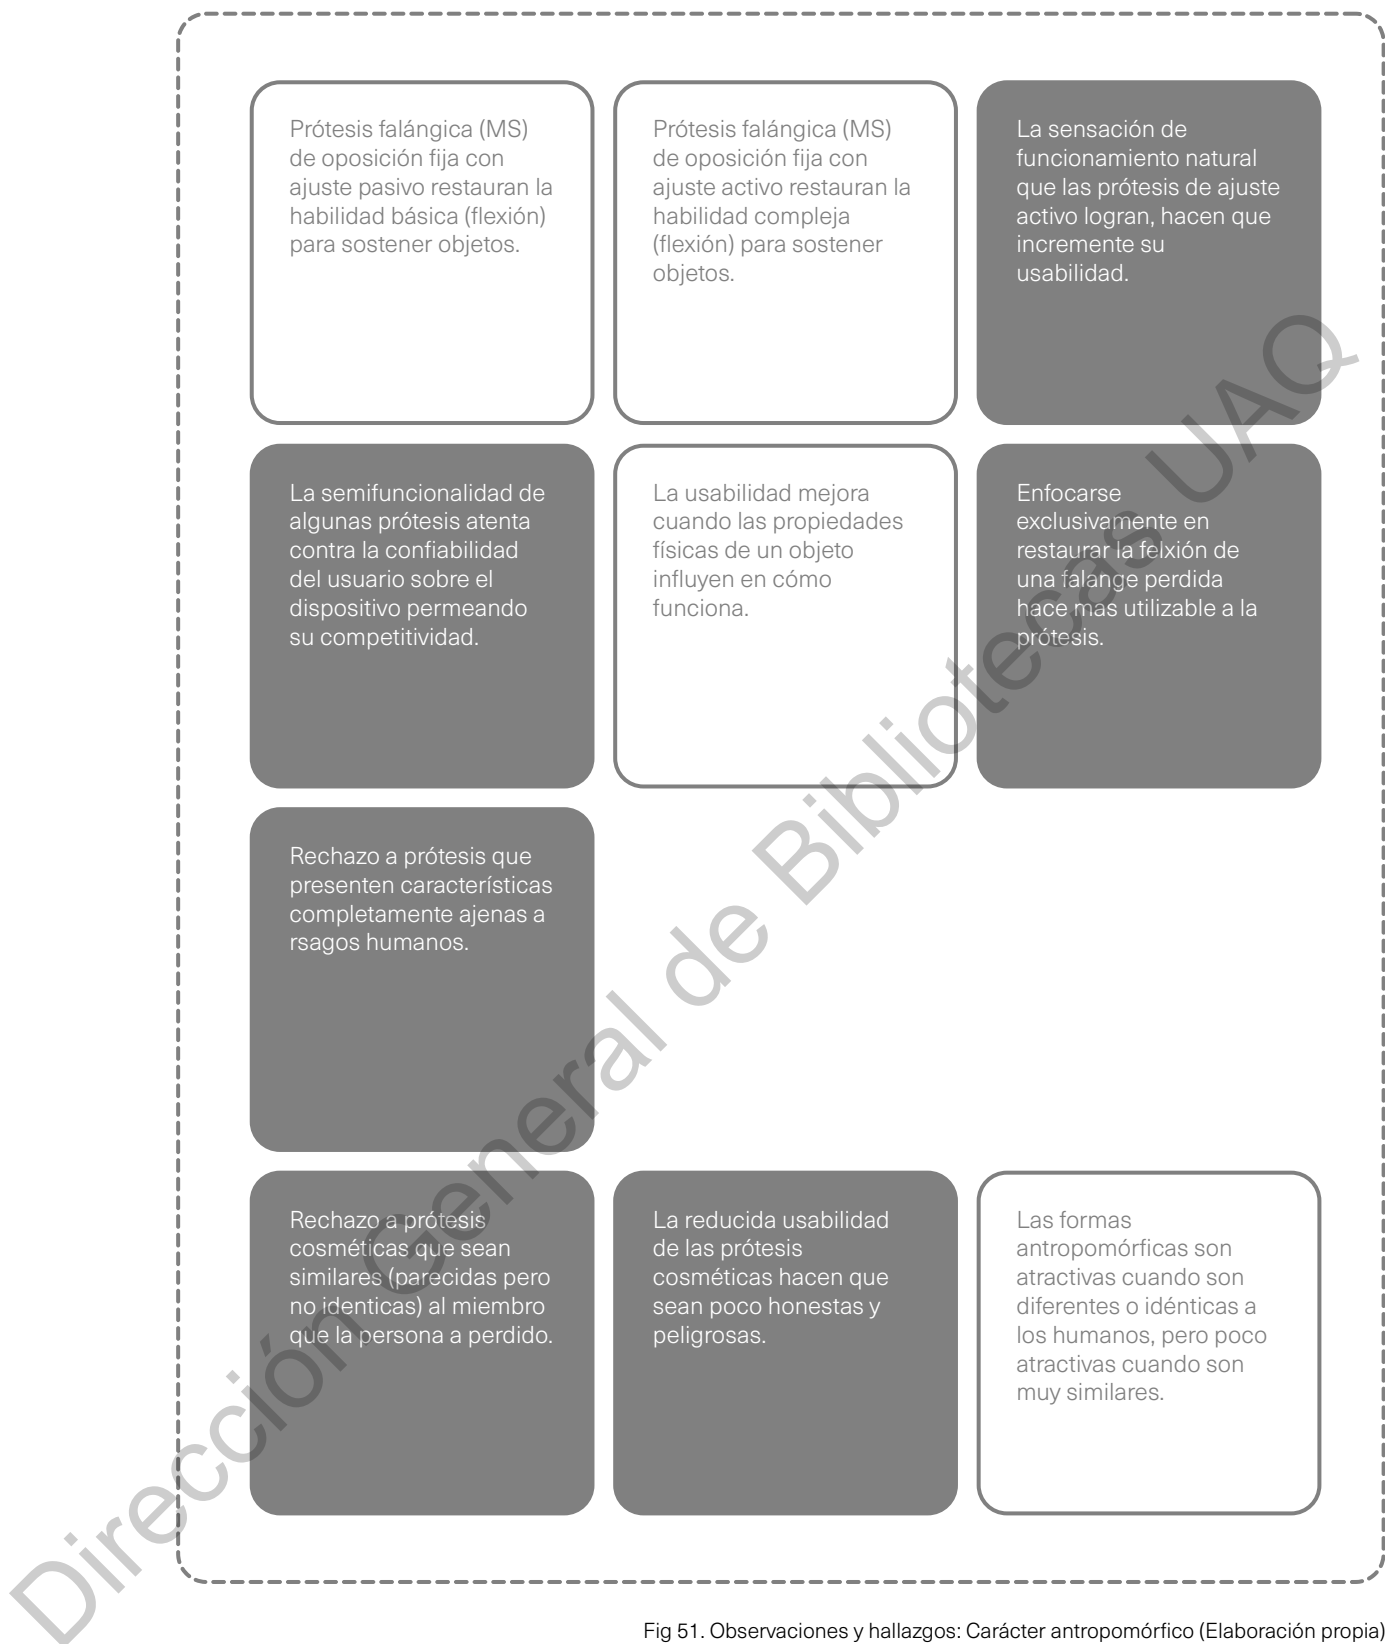 Prótesis falángica (MS)
de oposición fija con
ajuste pasivo restauran la
habilidad básica (flexión)
para sostener objetos.
Prótesis falángica (MS)
de oposición fija con
ajuste activo restauran la
habilidad compleja
(flexión) para sostener
objetos.
La sensación de
funcionamiento natural
que las prótesis de ajuste
activo logran, hacen que
incremente su
usabilidad.
La semifuncionalidad de
algunas prótesis atenta
contra la confiabilidad
del usuario sobre el
dispositivo permeando
su competitividad.
La usabilidad mejora
cuando las propiedades
físicas de un objeto
influyen en cómo
funciona.
Enfocarse
exclusivamente en
restaurar la felxión de
una falange perdida
hace mas utilizable a la
prótesis.
Rechazo a prótesis que
presenten características
completamente ajenas a
rsagos humanos.
Rechazo a prótesis
cosméticas que sean
similares (parecidas pero
no identicas) al miembro
que la persona a perdido.
La reducida usabilidad
de las prótesis
cosméticas hacen que
sean poco honestas y
peligrosas.
Las formas
antropomórficas son
atractivas cuando son
diferentes o idénticas a
los humanos, pero poco
atractivas cuando son
muy similares.
Fig 51. Observaciones y hallazgos: Carácter antropomórfico (Elaboración propia)
Dirección General de Bibliotecas UAQ